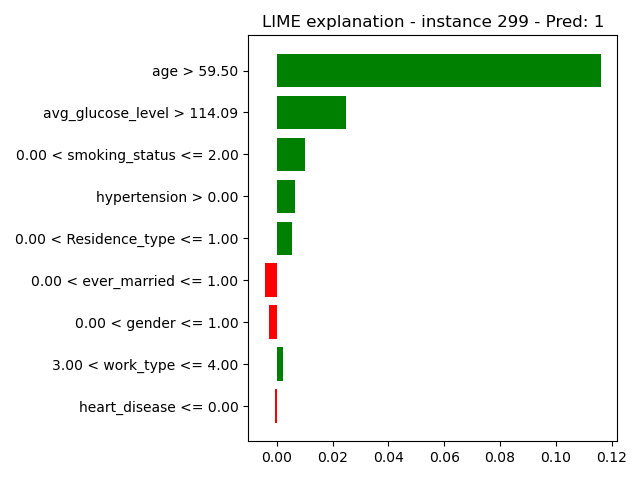 LIME explanation - instance 299 - Pred: 1
age > 59.50
avg_glucose_level > 114.09
0.00 < smoking_status <= 2.00
hypertension > 0.00
0.00 < Residence_type <= 1.00
0.00 < ever_married <= 1.00
0.00 < gender <= 1.00
3.00 < work_type <= 4.00
heart_disease <= 0.00
0.00 0.02 0.04 0.06 0.08 0.10 0.12